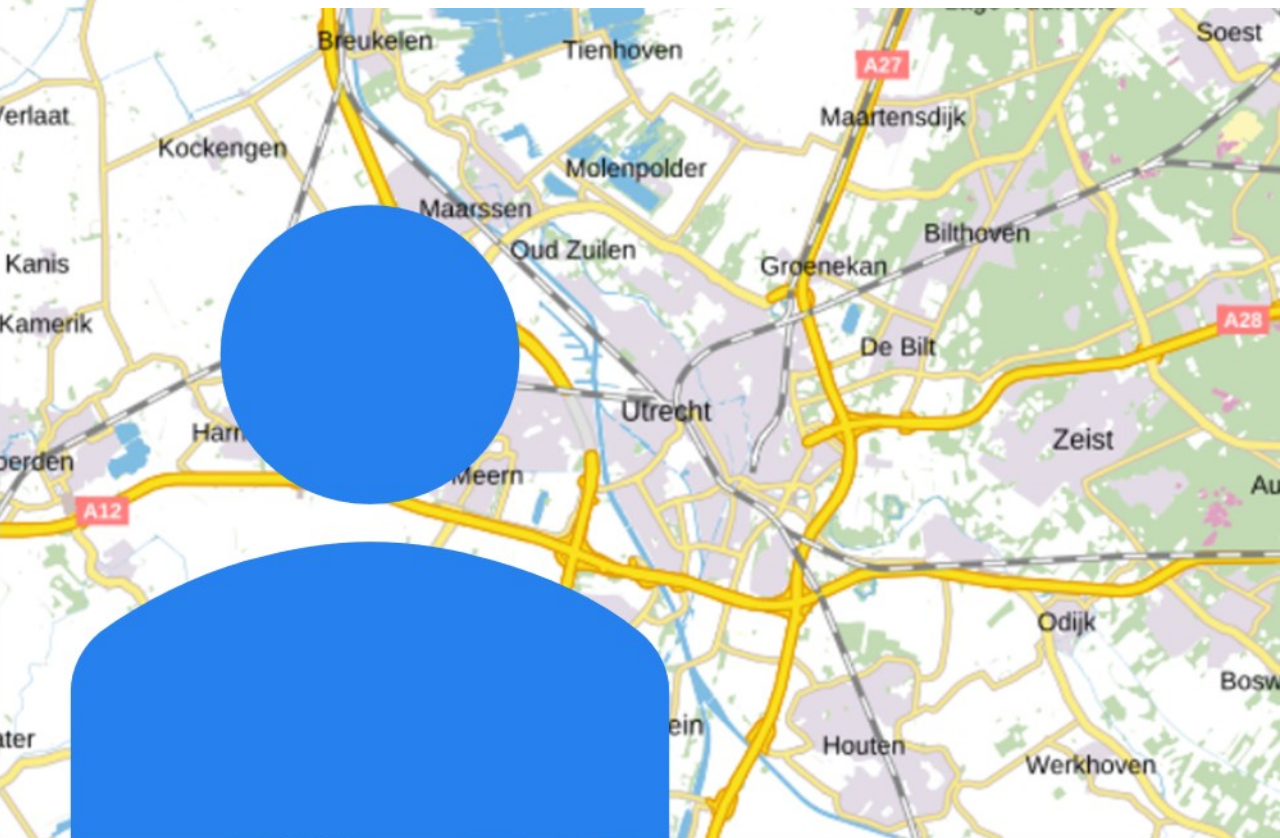 Breukelen
Tienhoven
Soest
A27
Maartensdijk
Kockengen
Molenpolder
Maarssen
Bilthoven
Oud Zuilen
Kanis
Groenekan
Kamerik
A28
De Bilt
Utrecht
Zeist
Meern
A12
Odijk
Houten
Werkhoven